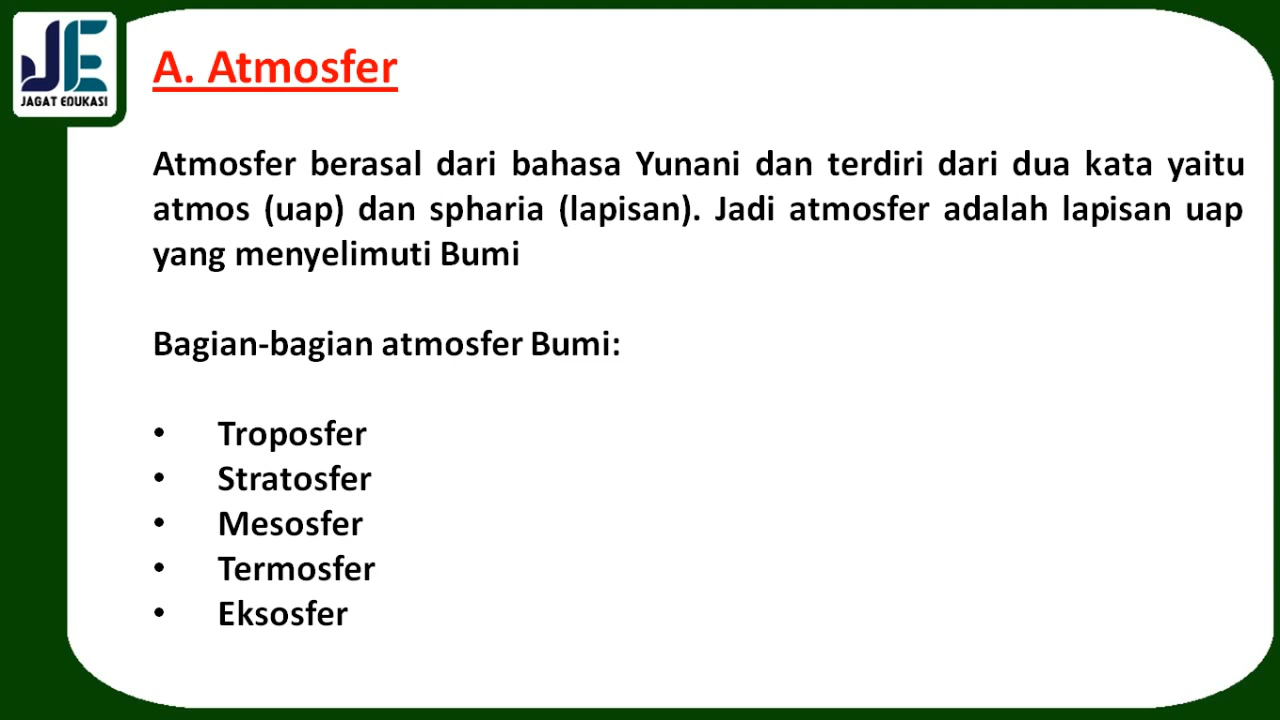 JE
JAGAT EDUKASI
A. Atmosfer
Atmosfer berasal dari bahasa Yunani dan terdiri dari dua kata yaitu
atmos (uap) dan spharia (lapisan). Jadi atmosfer adalah lapisan uap
yang menyelimuti Bumi
Bagian-bagian atmosfer Bumi:
• Troposfer
• Stratosfer
• Mesosfer
• Termosfer
• Eksosfer